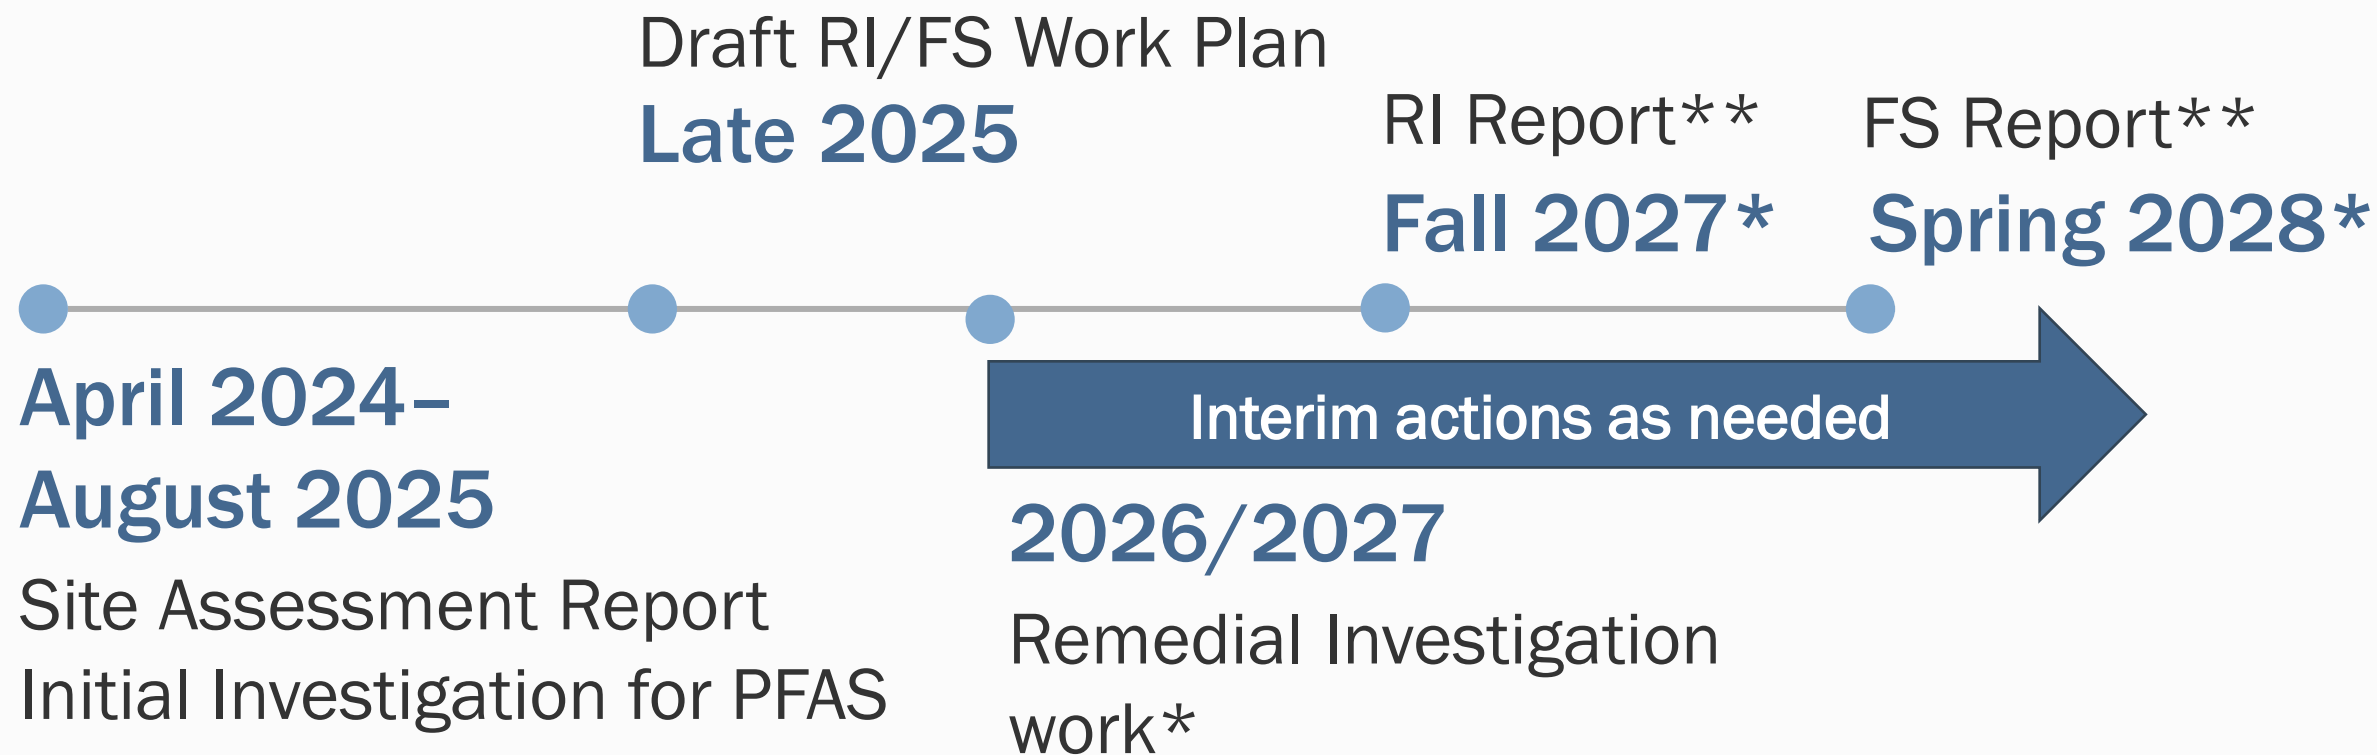 Draft RI/FS Work Plan
Late 2025
RI Report**
Fall 2027*
FS Report**
Spring 2028*
April 2024–
August 2025
Site Assessment Report
Initial Investigation for PFAS
Interim actions as needed
2026/2027
Remedial Investigation
work*